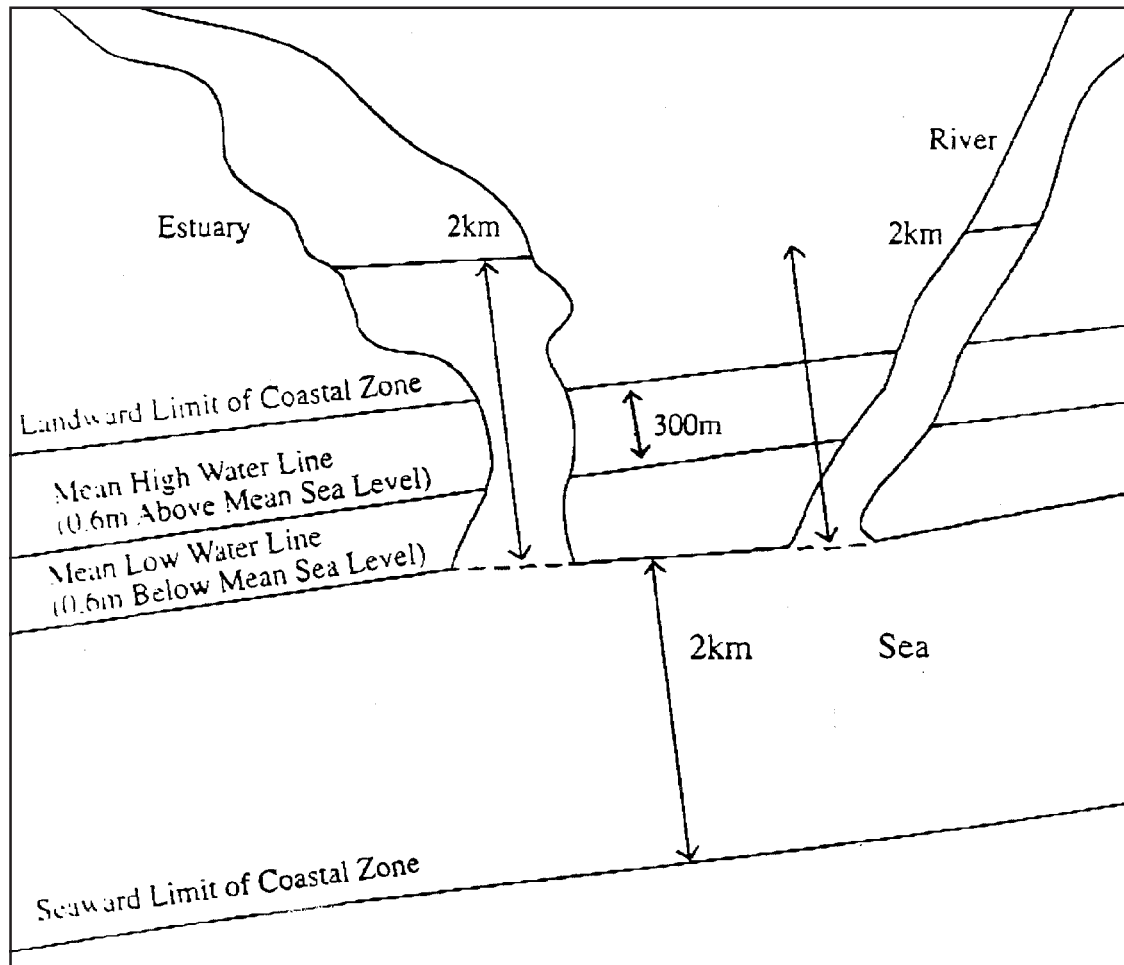 River
Estuary
2km
2km
Landward Limit of Coastal Zone
300m
Mean High Water Line
(0.6m Above Mean Sea Level)
Mean Low Water Line
(0.6m Below Mean Sea Level)
2km
Sea
Seaward Limit of Coastal Zone